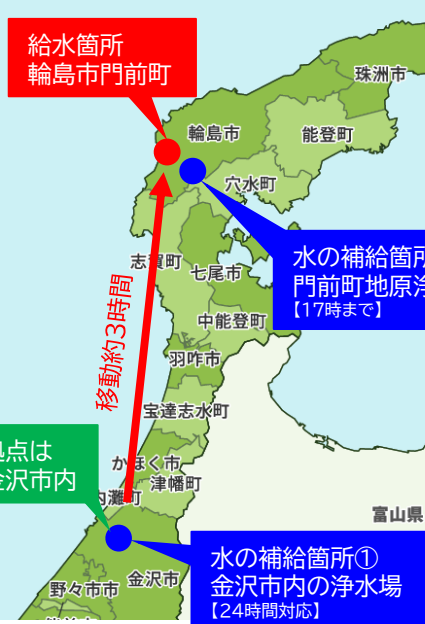 給水箇所
輪島市門前町
珠洲市
輪島市
能登町
穴水町
水の補給箇所
門前町地原浄
【17時まで】
志賀町
七尾市
中能登町
移動約3時間
羽咋市
宝達志水町
点は
金沢市内
かほく市
津幡町
内灘町
富山県
水の補給箇所①
金沢市内の浄水場
【24時間対応】
金沢市
野々市市